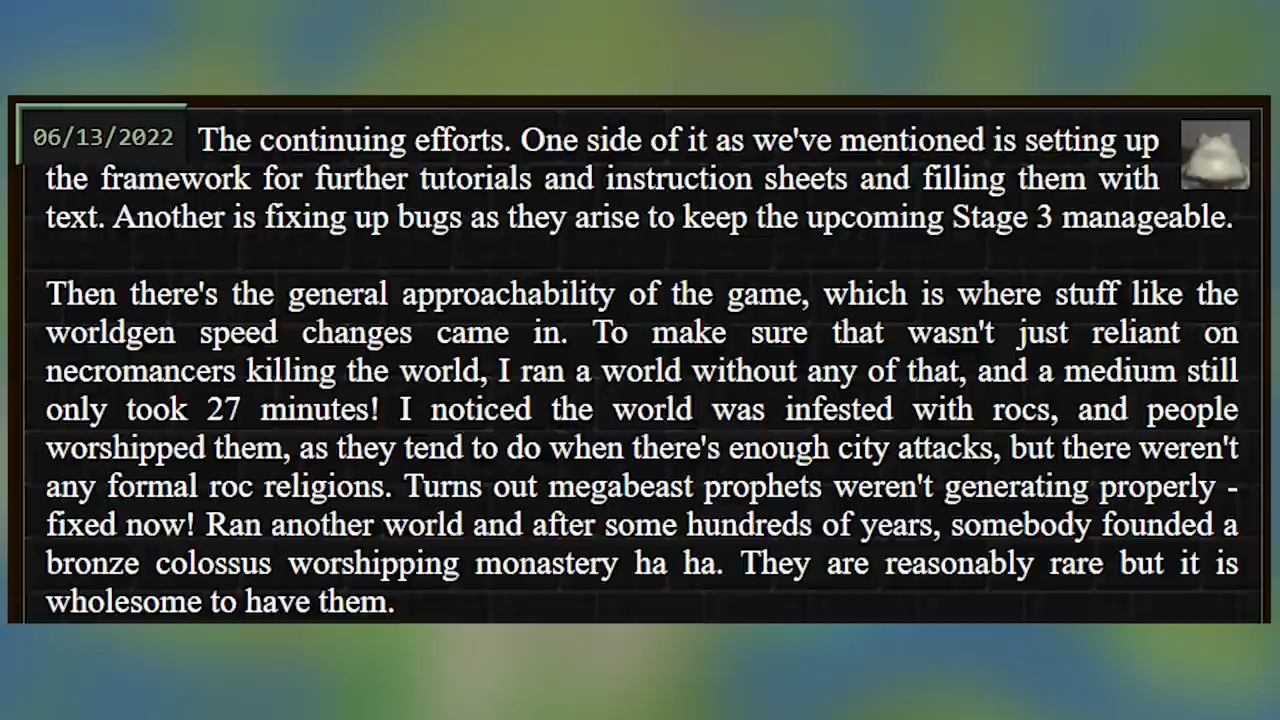 06/13/2022 The continuing efforts. One side of it as we've mentioned is setting up
the framework for further tutorials and instruction sheets and filling them with
text. Another is fixing up bugs as they arise to keep the upcoming Stage 3 manageable.
Then there's the general approachability of the game, which is where stuff like the
worldgen speed changes came in. To make sure that wasn't just reliant on
necromancers killing the world, I ran a world without any of that, and a medium still
only took 27 minutes! I noticed the world was infested with rocs, and people
worshipped them, as they tend to do when there's enough city attacks, but there weren't
any formal roc religions. Turns out megabeast prophets weren't generating properly -
fixed now! Ran another world and after some hundreds of years, somebody founded a
bronze colossus worshipping monastery ha ha. They are reasonably rare but it is
wholesome to have them.